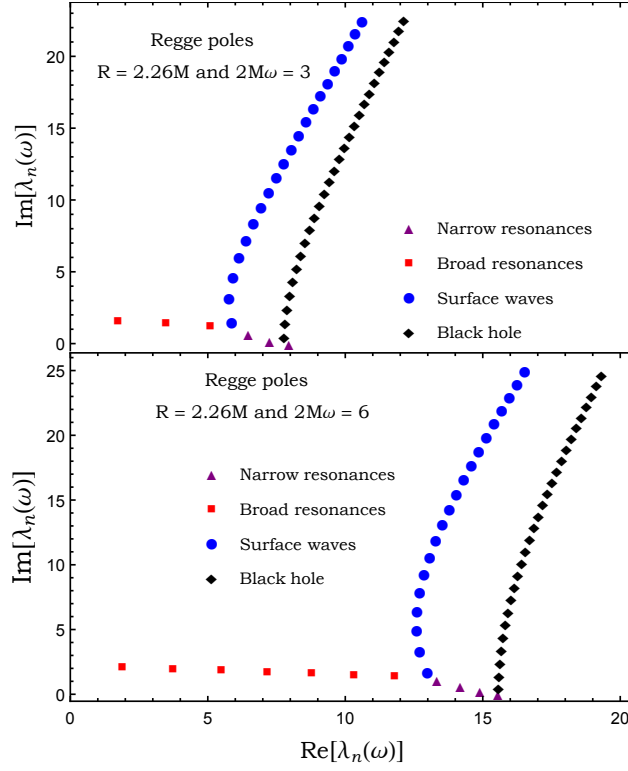 Regge poles
R = 2.26M and 2Mω = 3
Im[λₙ(ω)]
20
15
10
5
0
Narrow resonances
Broad resonances
Surface waves
Black hole
Regge poles
R = 2.26M and 2Mω = 6
Im[λₙ(ω)]
25
20
15
10
5
0
Narrow resonances
Broad resonances
Surface waves
Black hole
0 5 10 15 20
Re[λₙ(ω)]